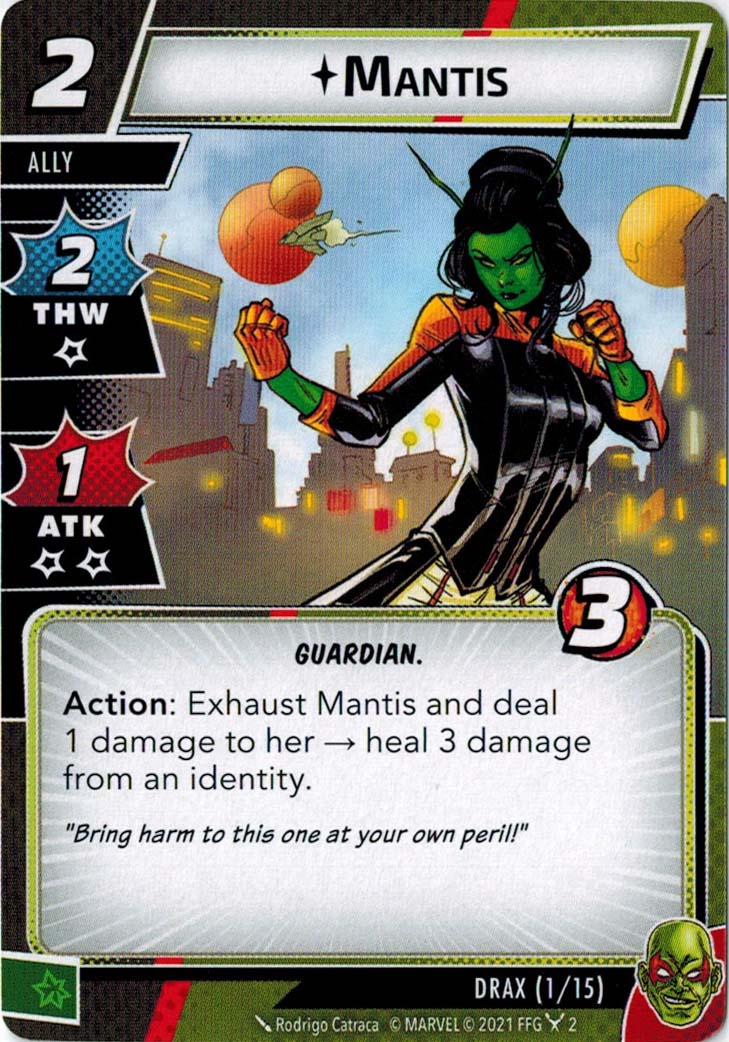 2
MANTIS
ALLY
2
THW
1
ATK
3
GUARDIAN.
Action: Exhaust Mantis and deal
1 damage to her → heal 3 damage
from an identity.
"Bring harm to this one at your own peril!"
DRAX (1/15)
Rodrigo Catraca © MARVEL © 2021 FFG 2